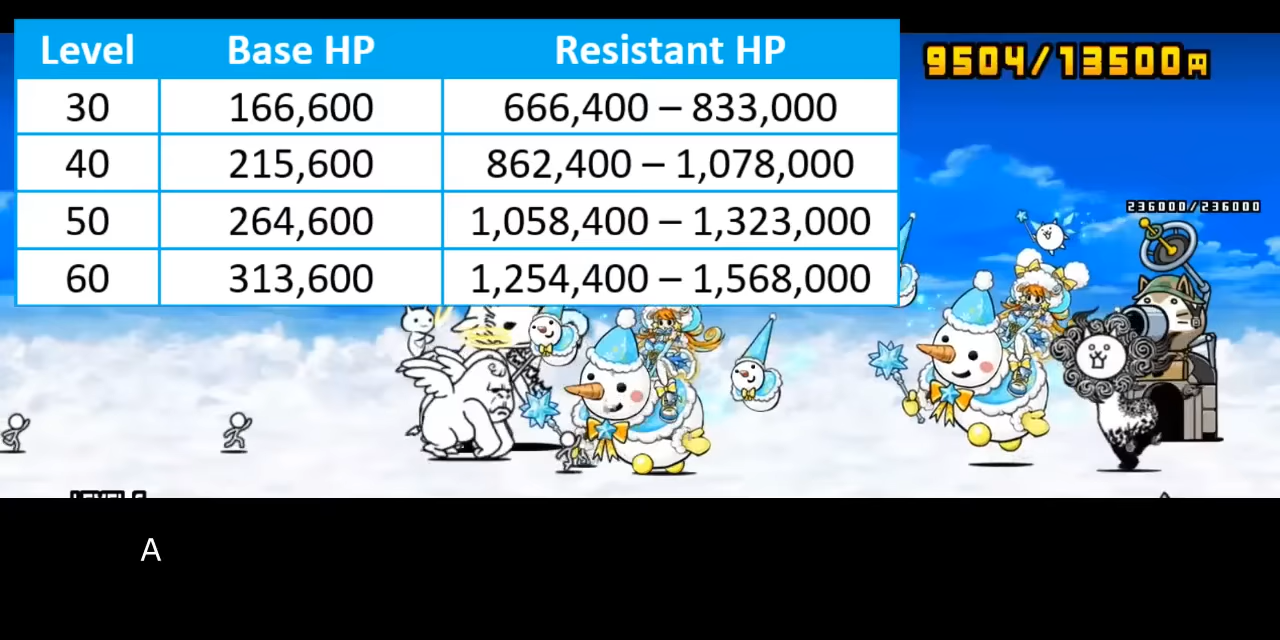 Level Base HP Resistant HP
30 166,600 666,400 – 833,000
40 215,600 862,400 – 1,078,000
50 264,600 1,058,400 – 1,323,000
60 313,600 1,254,400 – 1,568,000
9504/13500円
236000/236000
A